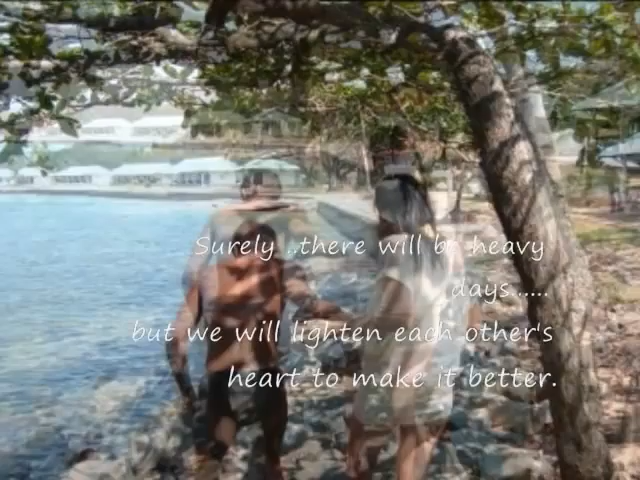 Surely ..there will be heavy
days......
but we will lighten each other's
heart to make it better.